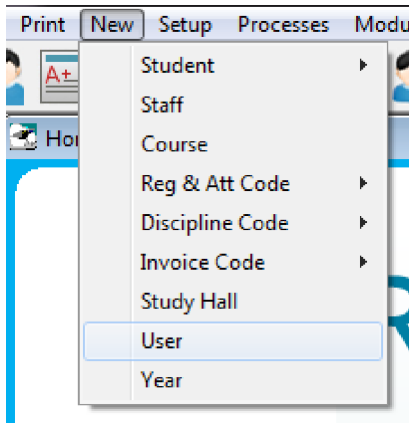 Print New Setup Processes Modu
A+
Hor
Student
Staff
Course
Reg & Att Code
Discipline Code
Invoice Code
Study Hall
User
Year